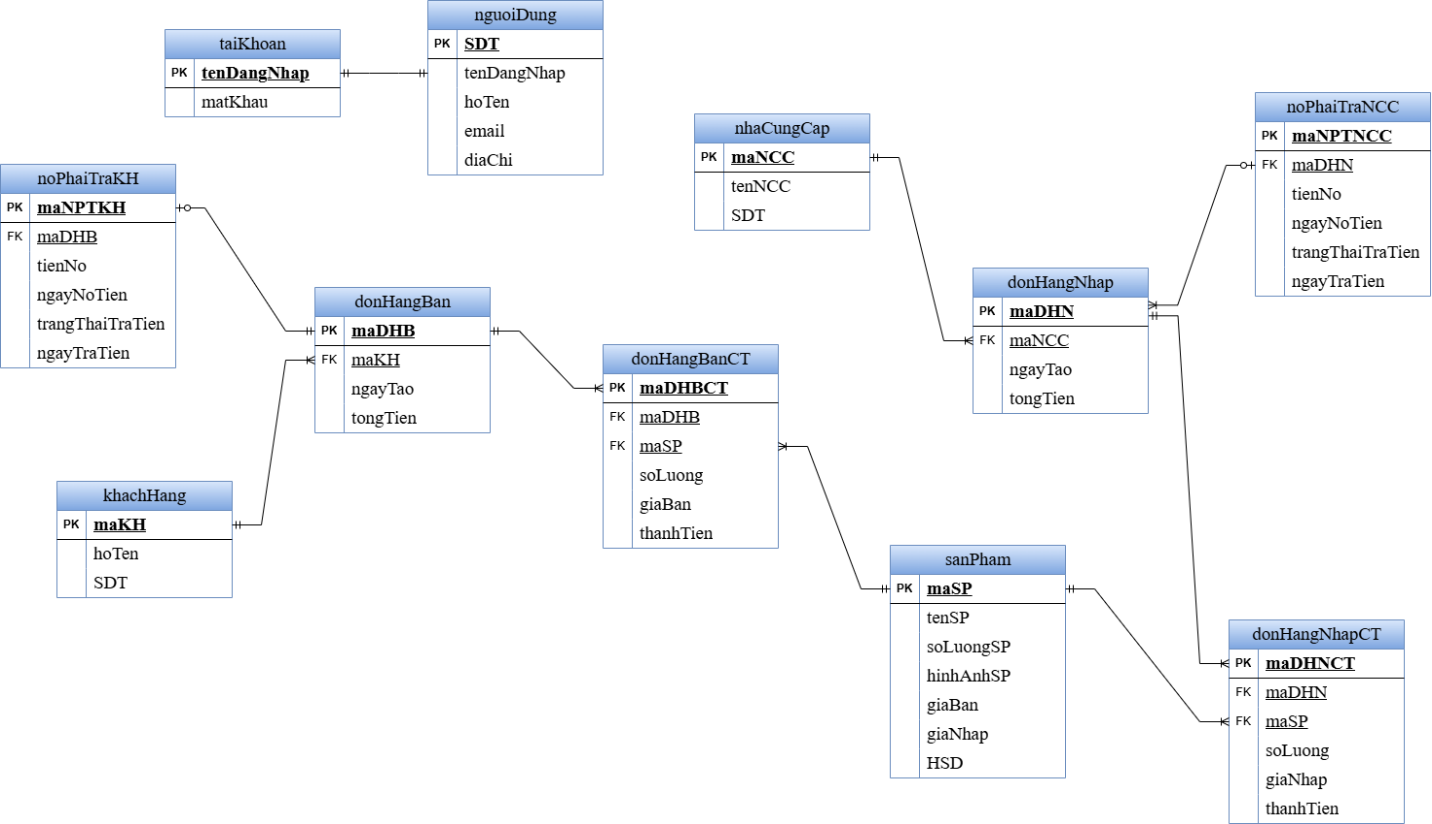 nguoiDung
PK SDT
tenDangNhap
hoTen
email
diaChi
taiKhoan
PK tenDangNhap
matKhau
noPhaiTraNCC
PK maNPTNCC
FK maDHN
tienNo
ngayNoTien
trangThaiTraTien
ngayTraTien
nhaCungCap
PK maNCC
tenNCC
SDT
noPhaiTraKH
PK maNPTKH
FK maDHB
tienNo
ngayNoTien
trangThaiTraTien
ngayTraTien
donHangNhap
PK maDHN
FK maNCC
ngayTao
tongTien
donHangBan
PK maDHB
FK maKH
ngayTao
tongTien
donHangBanCT
PK maDHBCT
FK maDHB
FK maSP
soLuong
giaBan
thanhTien
khachHang
PK maKH
hoTen
SDT
sanPham
PK maSP
tenSP
soLuongSP
hinhAnhSP
giaBan
giaNhap
HSD
donHangNhapCT
PK maDHNCT
FK maDHN
FK maSP
soLuong
giaNhap
thanhTien